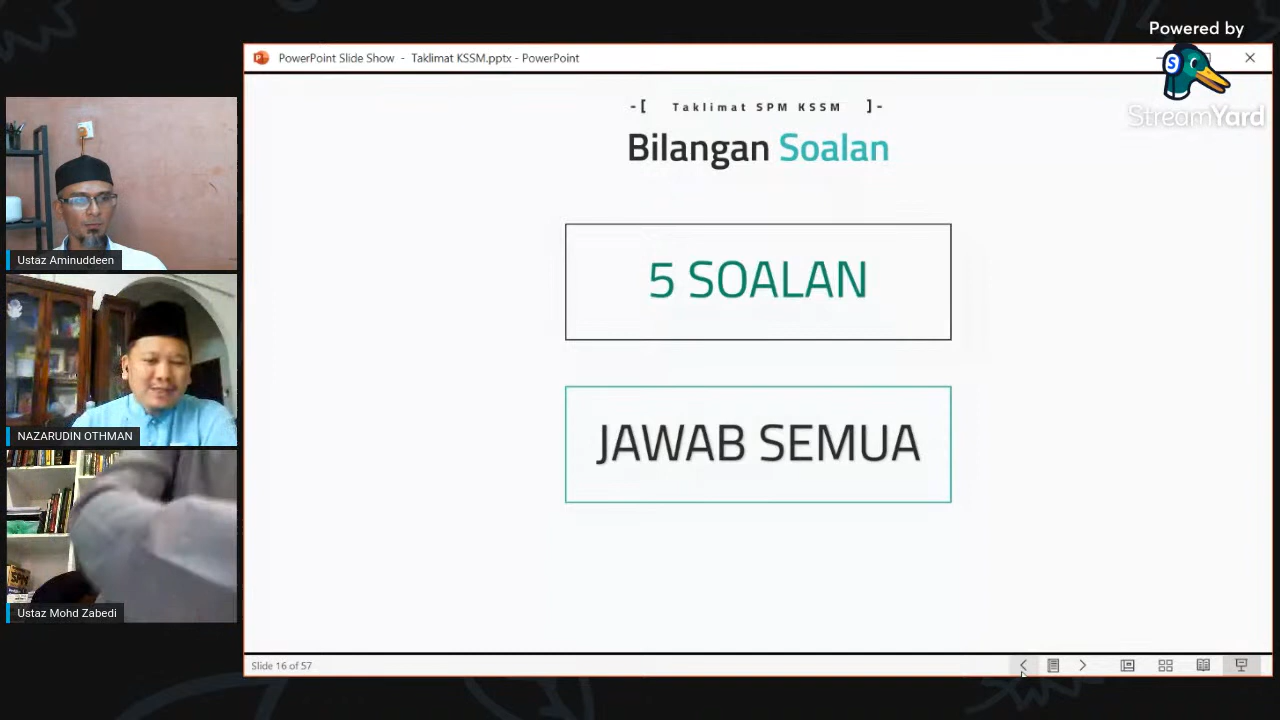 Powered by
StreamYard
PowerPoint Slide Show - Taklimat KSSM.pptx - PowerPoint
-[ Taklimat SPM KSSM ]-
Bilangan Soalan
5 SOALAN
JAWAB SEMUA
Ustaz Aminuddeen
NAZARUDIN OTHMAN
SPM
Ustaz Mohd Zabedi
Slide 16 of 57